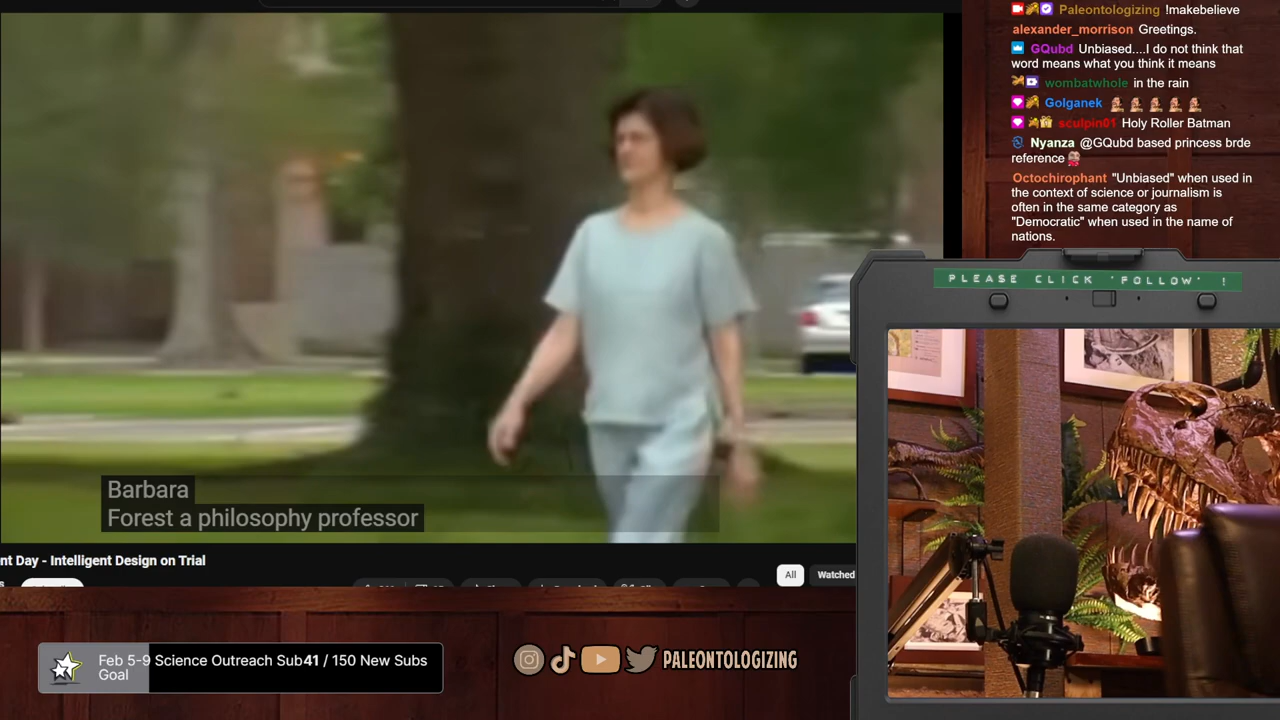 Paleontologizing !makebelieve
alexander_morrison Greetings.
GQubd Unbiased....I do not think that
word means what you think it means
wombatwhole in the rain
Golganek
sculpin01 Holy Roller Batman
Nyanza @GQubd based princess brde
reference
Octochirophant "Unbiased" when used in
the context of science or journalism is
often in the same category as
"Democratic" when used in the name of
nations.
PLEASE CLICK 'FOLLOW' !
Barbara
Forest a philosophy professor
nt Day - Intelligent Design on Trial
All
Watched
Feb 5-9 Science Outreach Sub 41 / 150 New Subs
Goal
PALEONTOLOGIZING